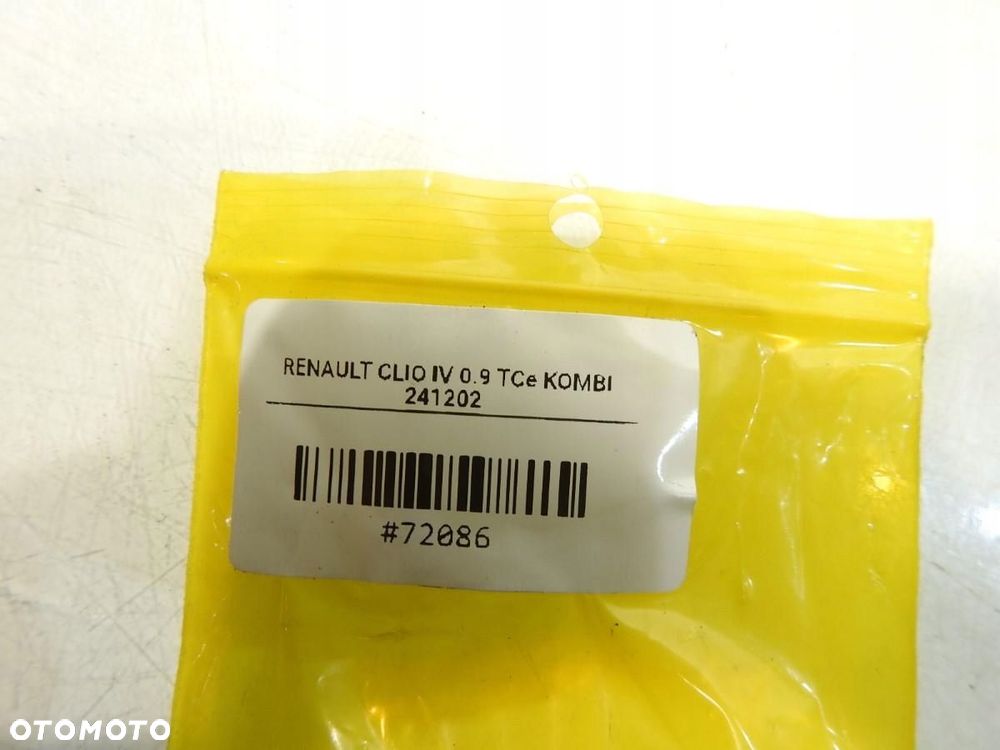 RENAULT CLIO IV 0.9 TCe KOMBI
241202
#72086
OTOMOTO